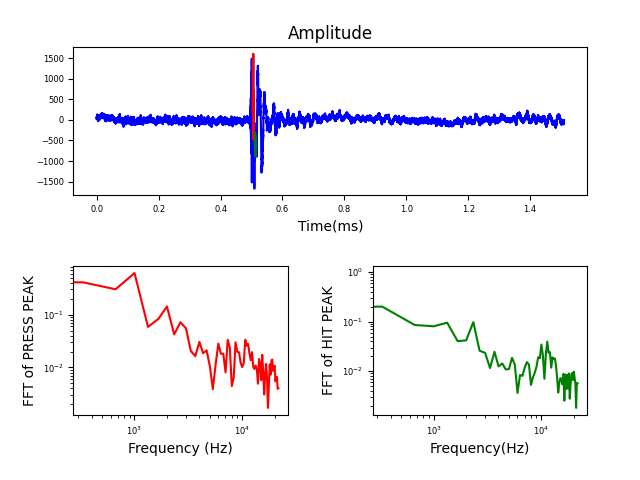 Amplitude
1500
1000
500
0
−500
−1000
−1500
0.0 0.2 0.4 0.6 0.8 1.0 1.2 1.4
Time(ms)
FFT of PRESS PEAK
10⁻¹
10⁻²
10³ 10⁴
Frequency (Hz)
FFT of HIT PEAK
10⁰
10⁻¹
10⁻²
10³ 10⁴
Frequency(Hz)